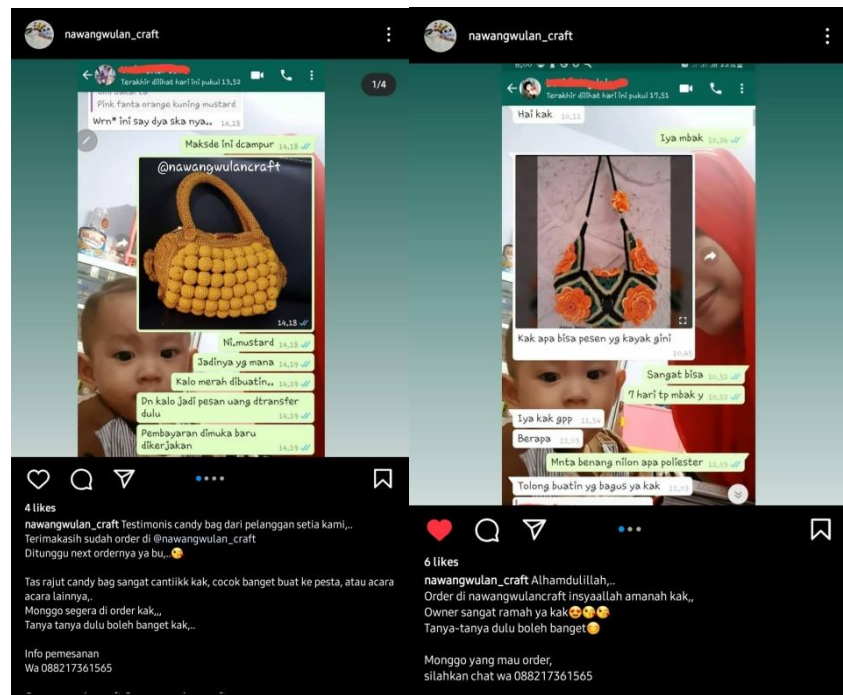 nawangwulan_craft
Terakhir dilihat hari ini pukul 13,52
1/4
Pink fanta orange kuning mustard
Wrn* ini say dya ska nya.. 14,18
Maksde ini dcampur 14,18
@nawangwulancraft
14,18
Ni,mustard 14,18
Jadinya yg mana 14,19
Kalo merah dibuatin.. 14,19
Dn kalo jadi pesan uang dtransfer
dulu 14,19
Pembayaran dimuka baru
dikerjakan 14,19
4 likes
nawangwulan_craft Testimonis candy bag dari pelanggan setia kami,..
Terimakasih sudah order di @nawangwulan_craft
Ditunggu next ordernya ya bu,..😘
Tas rajut candy bag sangat cantiikk kak, cocok banget buat ke pesta, atau acara
acara lainnya,.
Monggo segera di order kak,,,
Tanya tanya dulu boleh banget kak,..
Info pemesanan
Wa 088217361565
nawangwulan_craft
Terakhir dilihat hari ini pukul 17,51
Hai kak 10,11
Iya mbak 10,26
Kak apa bisa pesen yg kayak gini
10,45
Sangat bisa 10,52
7 hari tp mbak y 10,52
Iya kak gpp 11,54
Berapa 12,03
Mnta benang nilon apa poliester 12,03
Tolong buatin yg bagus ya kak 12,03
6 likes
nawangwulan_craft Alhamdulillah,..
Order di nawangwulancraft insyaallah amanah kak,,
Owner sangat ramah ya kak😍😘😘
Tanya-tanya dulu boleh banget😊
Monggo yang mau order,
silahkan chat wa 088217361565